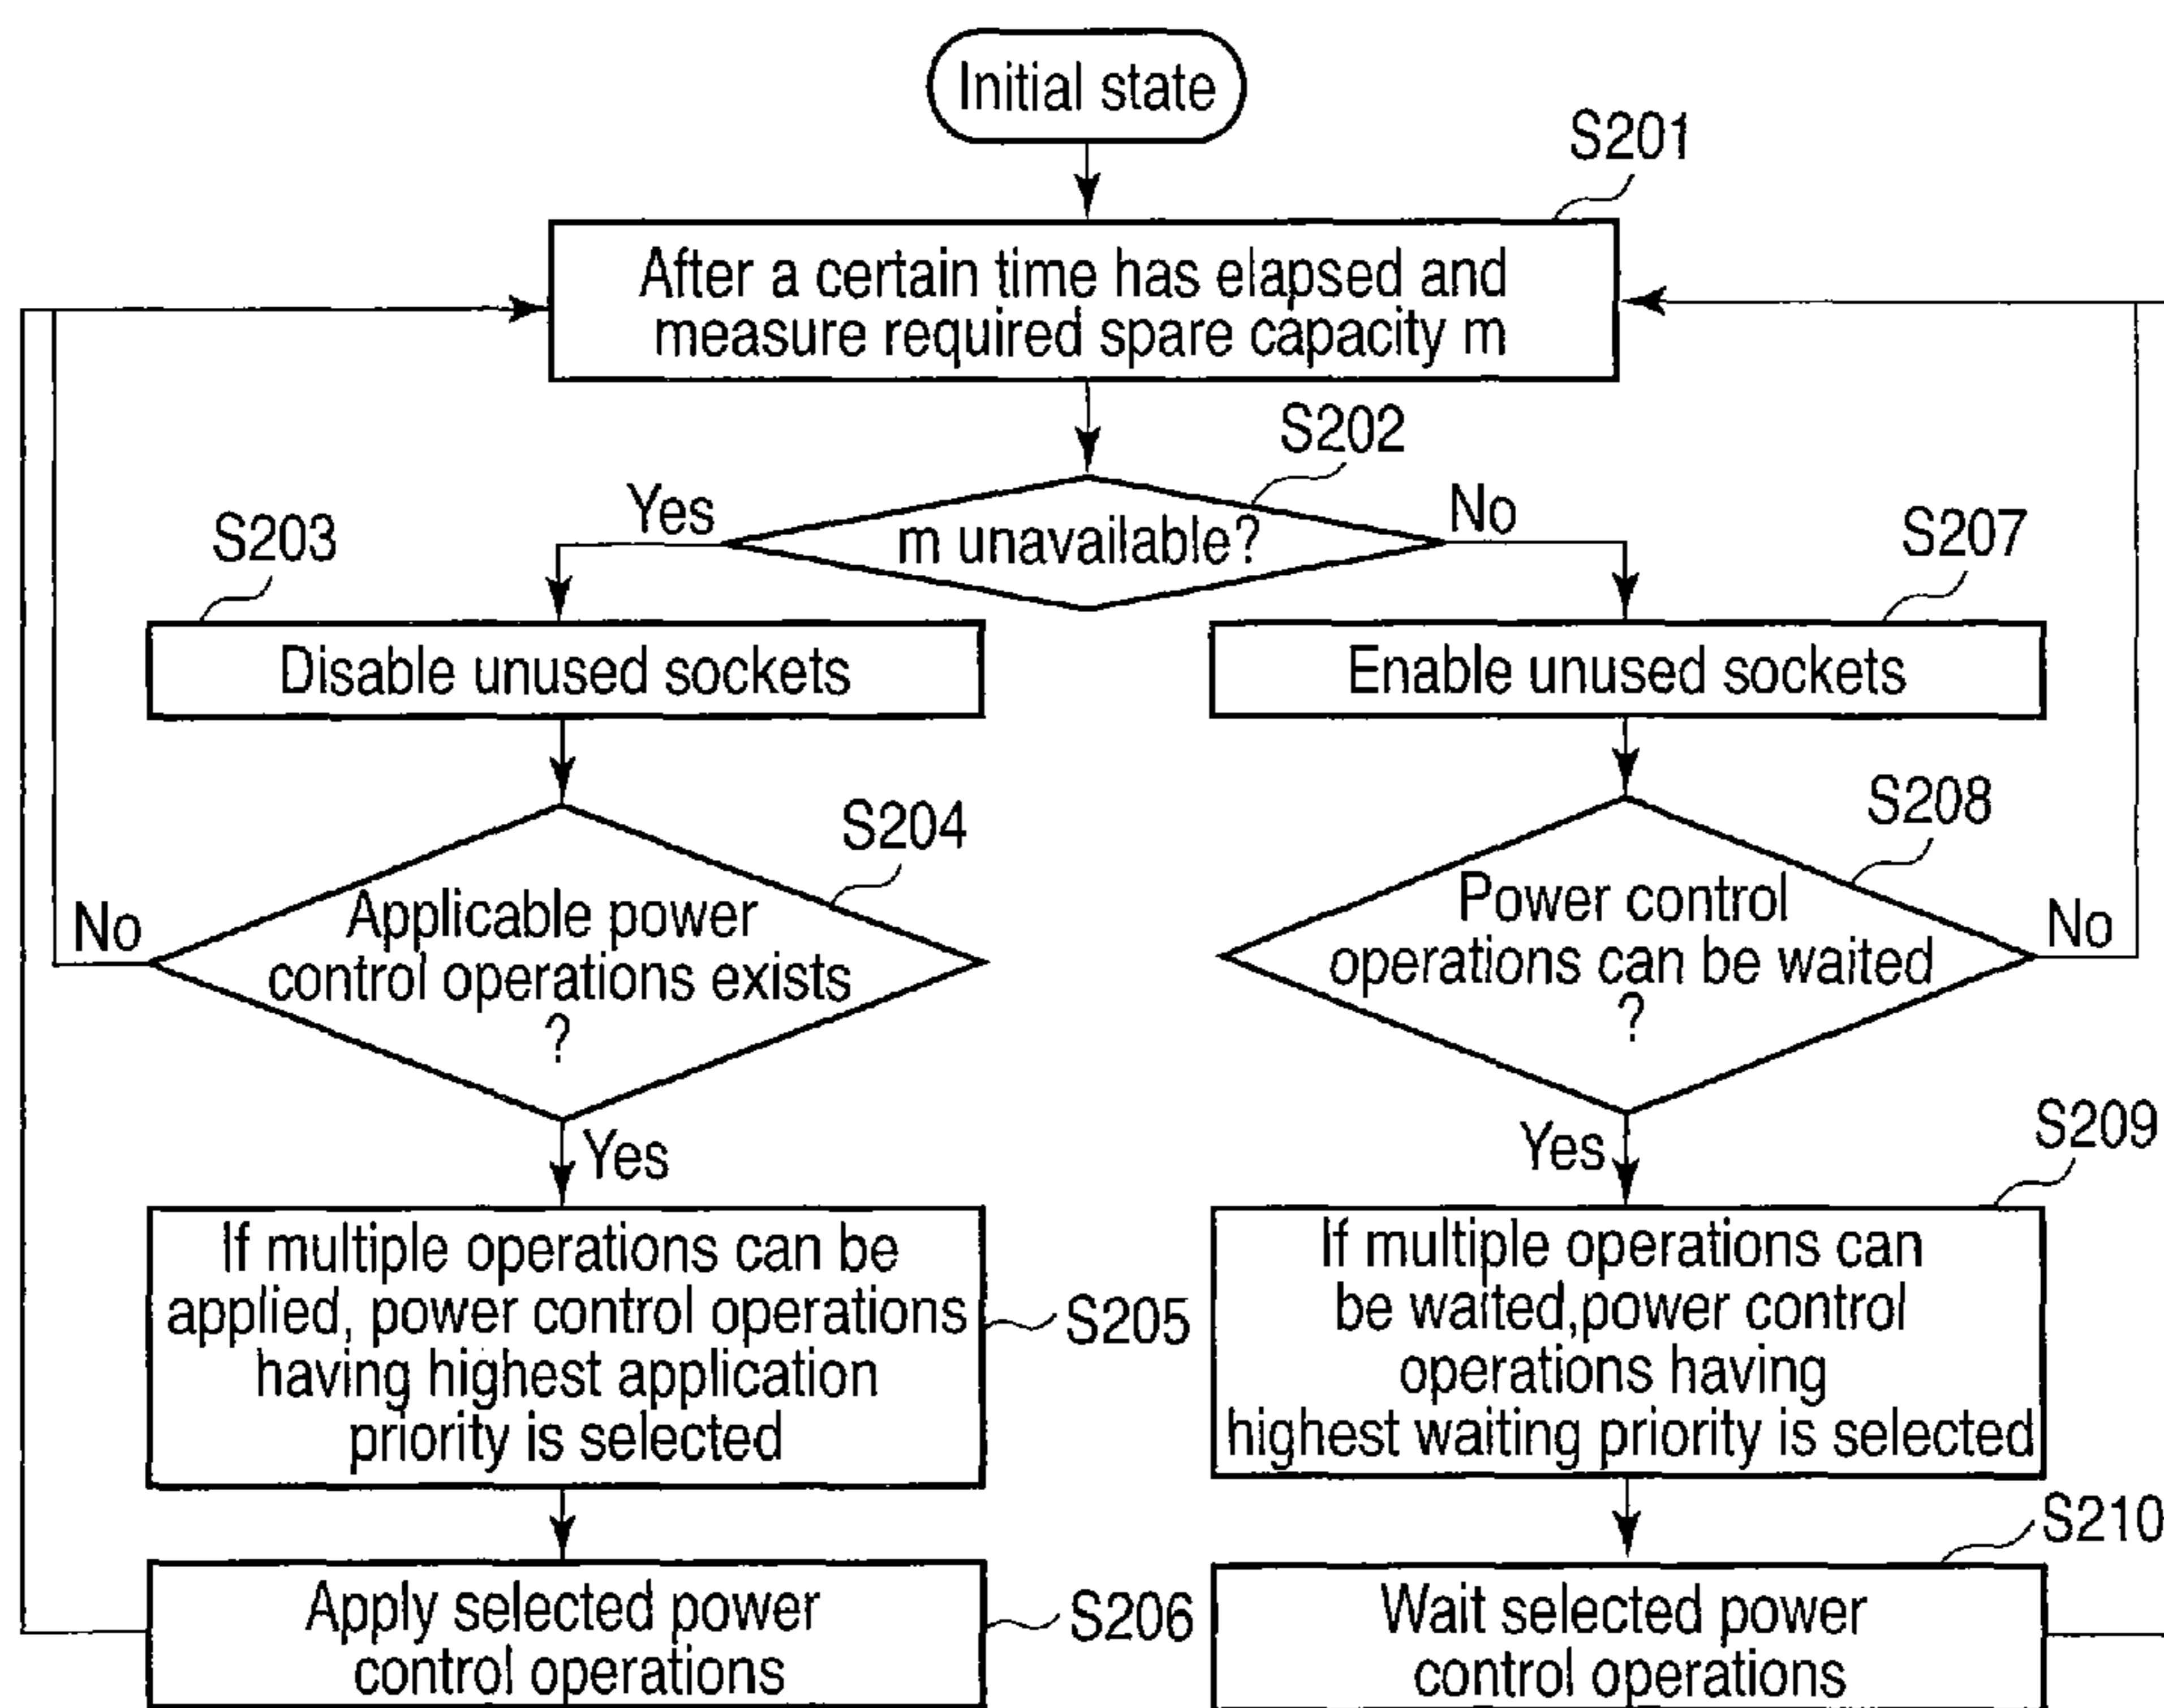 Initial state
S201
After a certain time has elapsed and
measure required spare capacity m
S202
Yes
m unavailable?
No
S203
Disable unused sockets
S207
Enable unused sockets
S204
Applicable power
control operations exists
?
No
Yes
S208
Power control
operations can be waited
?
No
Yes
If multiple operations can be
applied, power control operations
having highest application
priority is selected
S205
S209
If multiple operations can
be waited,power control
operations having
highest waiting priority is selected
Apply selected power
control operations
S206
S210
Wait selected power
control operations